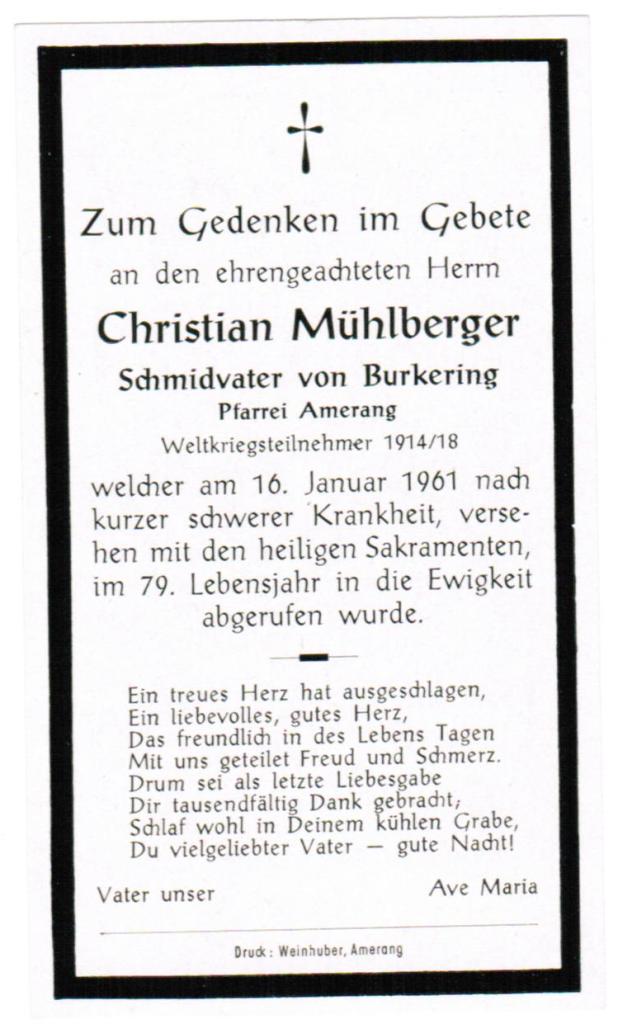 Zum Gedenken im Gebete
an den ehrengeachteten Herrn
Christian Mühlberger
Schmidvater von Burkering
Pfarrei Amerang
Weltkriegsteilnehmer 1914/18
welcher am 16. Januar 1961 nach
kurzer schwerer Krankheit, verse-
hen mit den heiligen Sakramenten,
im 79. Lebensjahr in die Ewigkeit
abgerufen wurde.
Ein treues Herz hat ausgeschlagen,
Ein liebevolles, gutes Herz,
Das freundlich in des Lebens Tagen
Mit uns geteilet Freud und Schmerz.
Drum sei als letzte Liebesgabe
Dir tausendfältig Dank gebracht,
Schlaf wohl in Deinem kühlen Grabe,
Du vielgeliebter Vater — gute Nacht!
Vater unser Ave Maria
Druck: Weinhuber, Amerang